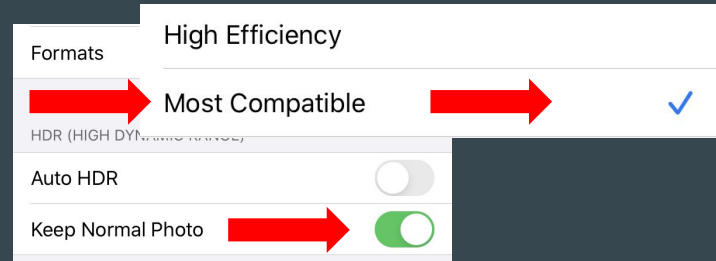 High Efficiency
Formats
Most Compatible
HDR (HIGH DYNAMIC RANGE)
Auto HDR
Keep Normal Photo